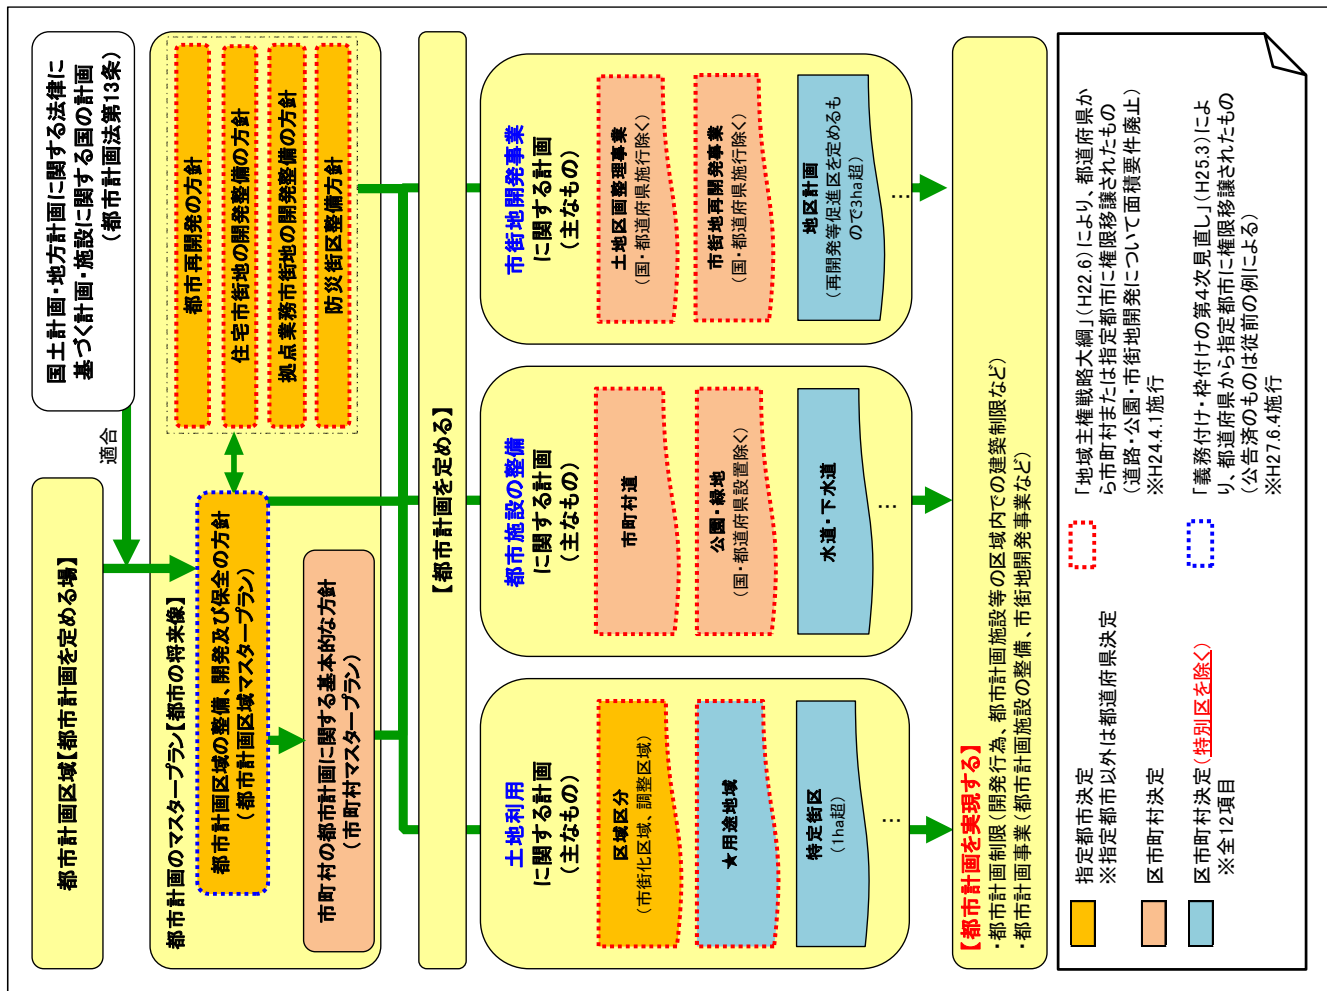 都市計画区域【都市計画を定める場】
国土計画・地方計画に関する法律に
基づく計画・施設に関する国の計画
（都市計画法第13条）
適合
都市計画のマスタープラン【都市の将来像】
都市計画区域の整備、開発及び保全の方針
（都市計画区域マスタープラン）
都市再開発の方針
住宅市街地の開発整備の方針
拠点業務市街地の開発整備の方針
防災街区整備方針
市町村の都市計画に関する基本的な方針
（市町村マスタープラン）
【都市計画を定める】
土地利用
に関する計画
（主なもの）
区域区分
（市街化区域、調整区域）
★用途地域
特定街区
（1ha超）
…
都市施設の整備
に関する計画
（主なもの）
市町村道
公園・緑地
（国・都道府県設置除く）
水道・下水道
…
市街地開発事業
に関する計画
（主なもの）
土地区画整理事業
（国・都道府県施行除く）
市街地再開発事業
（国・都道府県施行除く）
地区計画
（再開発等促進区を定めるも
ので3ha超）
…
【都市計画を実現する】
・都市計画制限（開発行為、都市計画施設等の区域内での建築制限など）
・都市計画事業（都市計画施設の整備、市街地開発事業など）
指定都市決定
※指定都市以外は都道府県決定
区市町村決定
区市町村決定（特別区を除く）
※全12項目
「地域主権戦略大綱」（H22.6）により、都道府県か
ら市町村または指定都市に権限移譲されたもの
（道路・公園・市街地開発について面積要件廃止）
※H24.4.1施行
「義務付け・枠付けの第4次見直し」（H25.3）によ
り、都道府県から指定都市に権限移譲されたもの
（公告済のものは従前の例による）
※H27.6.4施行